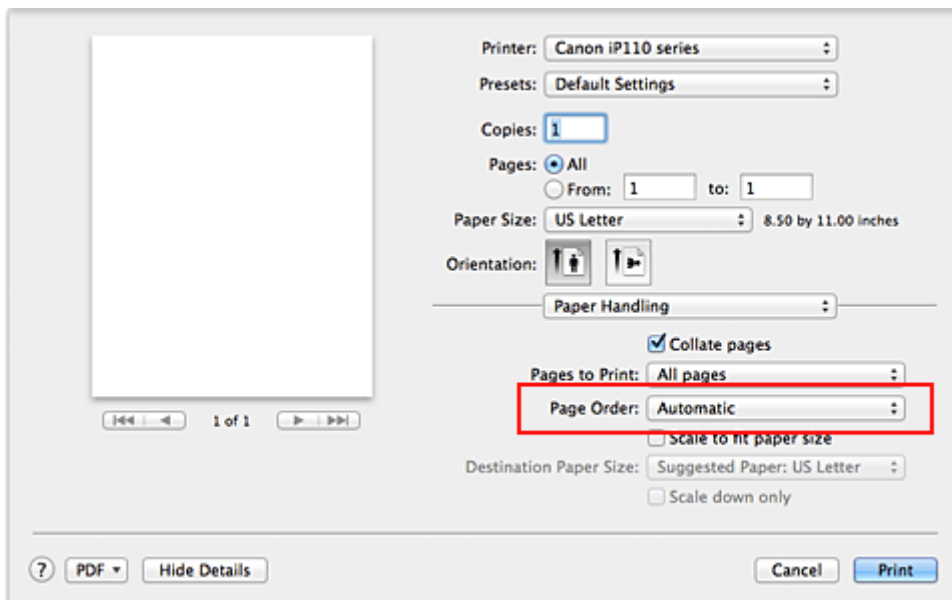 Printer: Canon iP110 series
Presets: Default Settings
Copies: 1
Pages: All
From: 1 to: 1
Paper Size: US Letter 8.50 by 11.00 inches
Orientation:
Paper Handling
Collate pages
Pages to Print: All pages
Page Order: Automatic
1 of 1
Scale to fit paper size
Destination Paper Size: Suggested Paper: US Letter
Scale down only
? PDF Hide Details Cancel Print